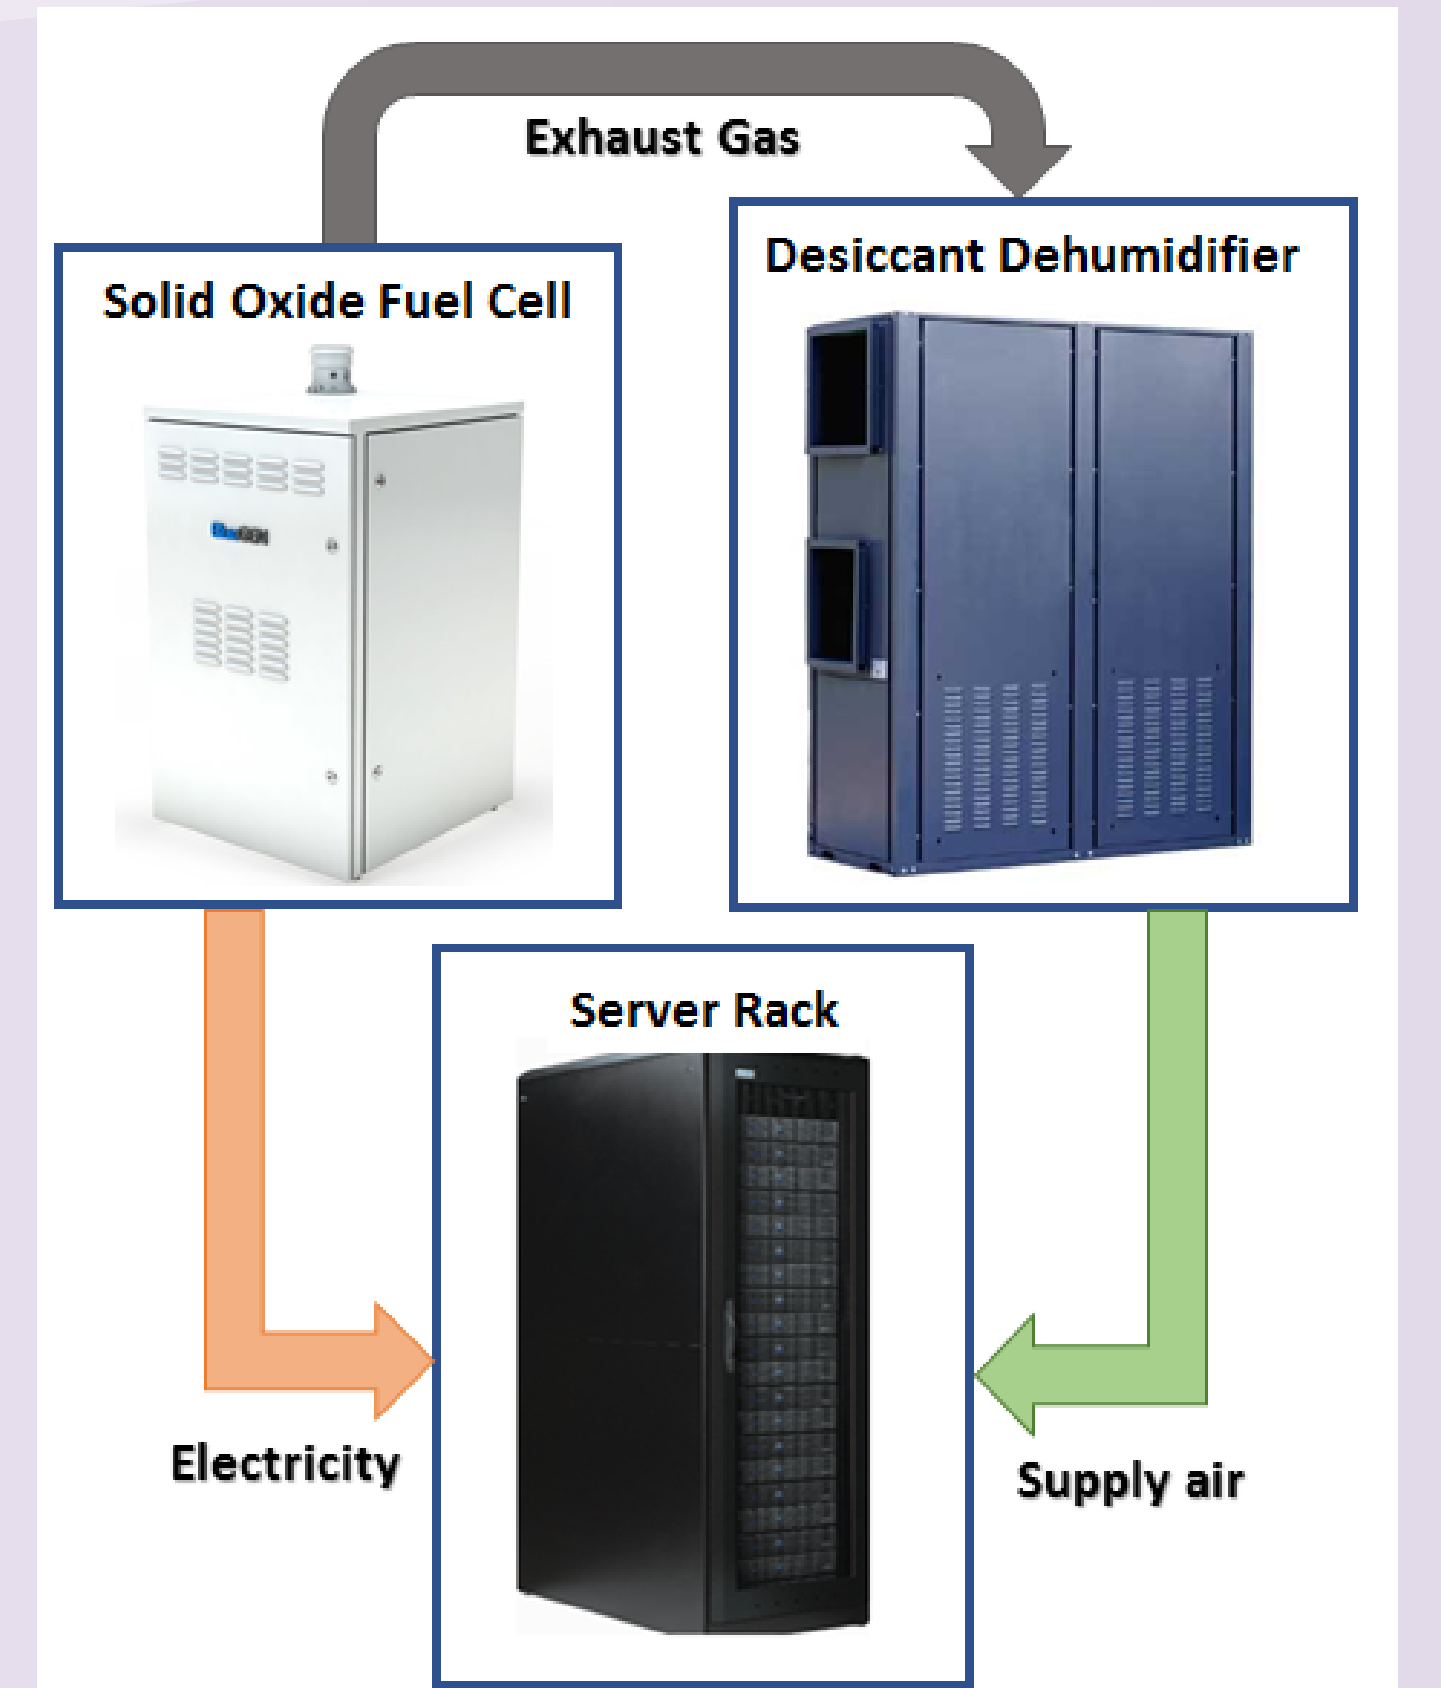 Exhaust Gas
Solid Oxide Fuel Cell
Desiccant Dehumidifier
Server Rack
Electricity
Supply air